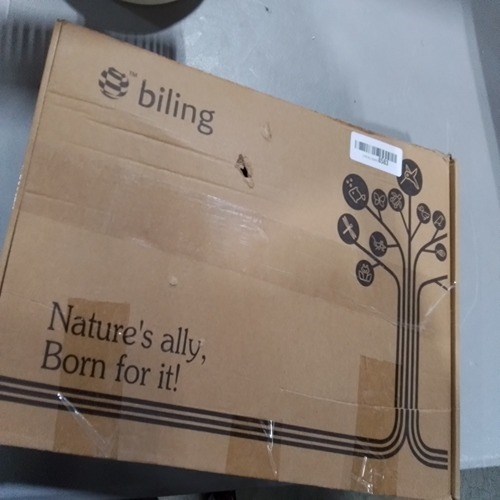 biling
Nature's ally,
Born for it!